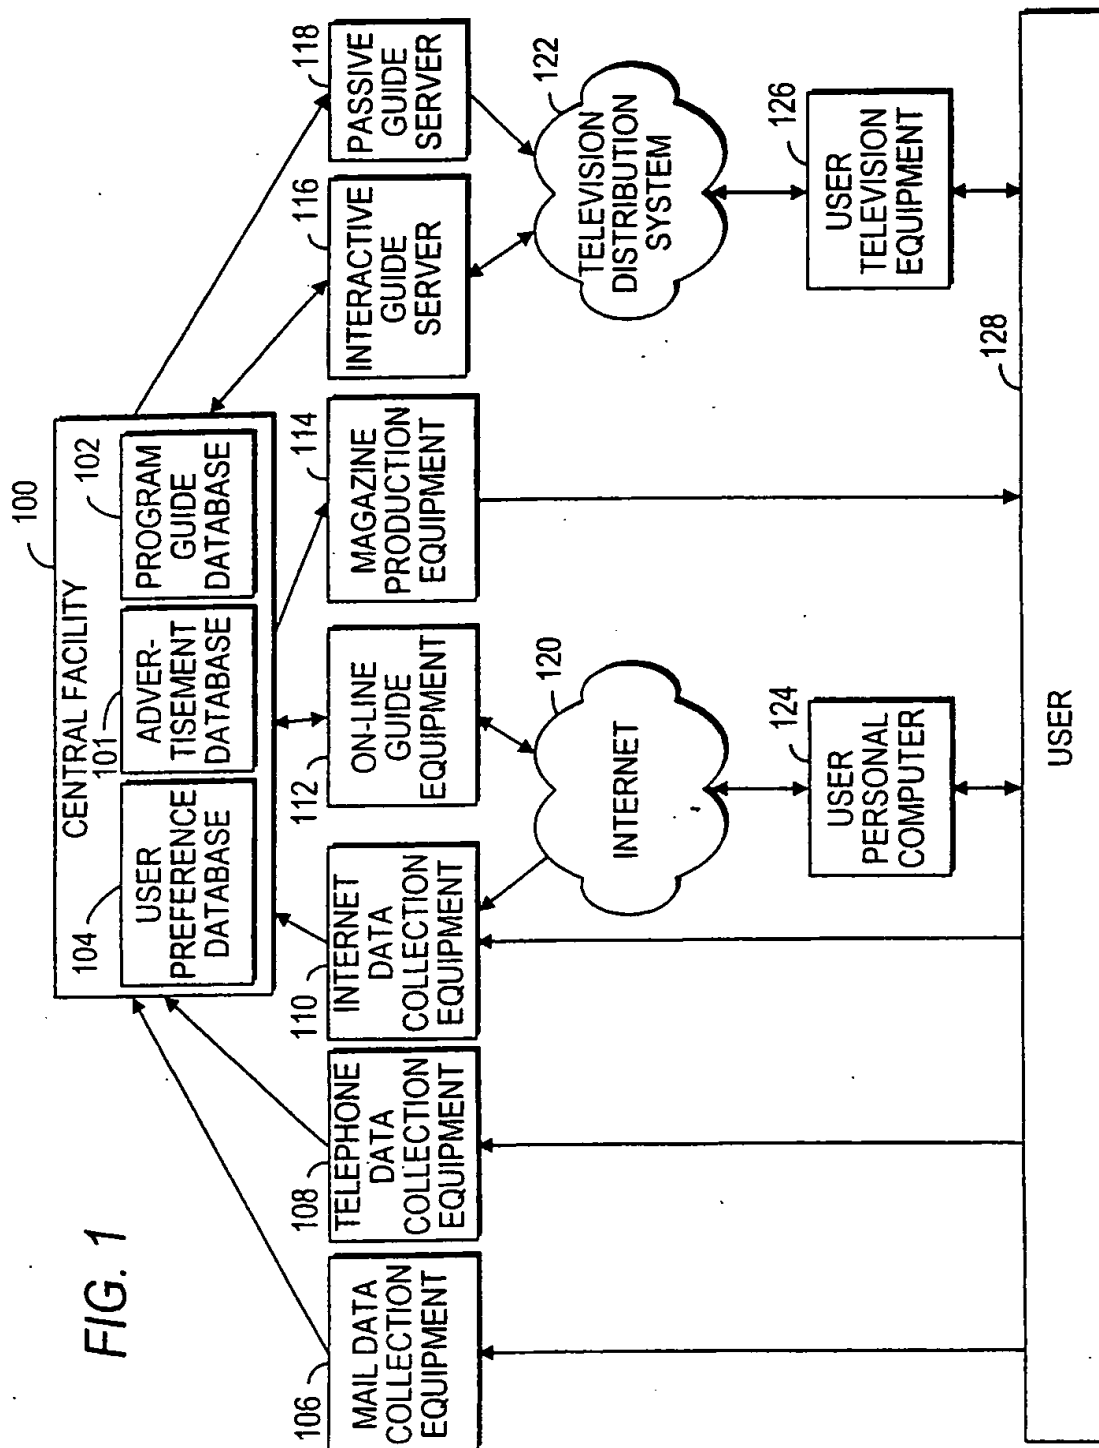 FIG. 1
100
CENTRAL FACILITY
104
USER
PREFERENCE
DATABASE
101
ADVER-
TISEMENT
DATABASE
102
PROGRAM
GUIDE
DATABASE
106
MAIL DATA
COLLECTION
EQUIPMENT
108
TELEPHONE
DATA
COLLECTION
EQUIPMENT
110
INTERNET
DATA
COLLECTION
EQUIPMENT
112
ON-LINE
GUIDE
EQUIPMENT
114
MAGAZINE
PRODUCTION
EQUIPMENT
116
INTERACTIVE
GUIDE
SERVER
118
PASSIVE
GUIDE
SERVER
120
INTERNET
122
TELEVISION
DISTRIBUTION
SYSTEM
124
USER
PERSONAL
COMPUTER
126
USER
TELEVISION
EQUIPMENT
128
USER